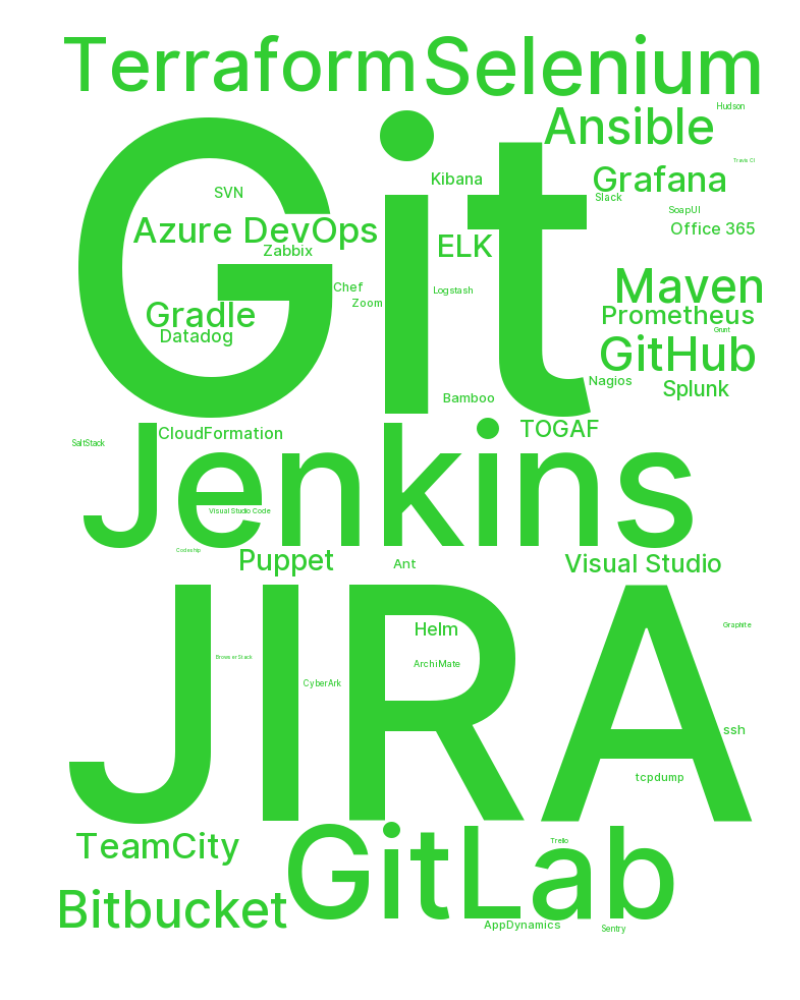 Terraform Selenium
Hudson
Ansible
Git
Travis CI
Kibana
Grafana
SVN
Slack
SoapUI
Azure DevOps
Office 365
ELK
Zabbix
Chef
Logstash
Maven
Zoom
Gradle
Prometheus
Datadog
Grunt
GitHub
Nagios
Splunk
Bamboo
TOGAF
CloudFormation
SaltStack
Jenkins
Visual Studio Code
Codeship
Puppet
Ant
Visual Studio
JIRA
Helm
Graphite
BrowserStack
ArchiMate
CyberArk
ssh
tcpdump
TeamCity
GitLab
Trello
Bitbucket
AppDynamics
Sentry